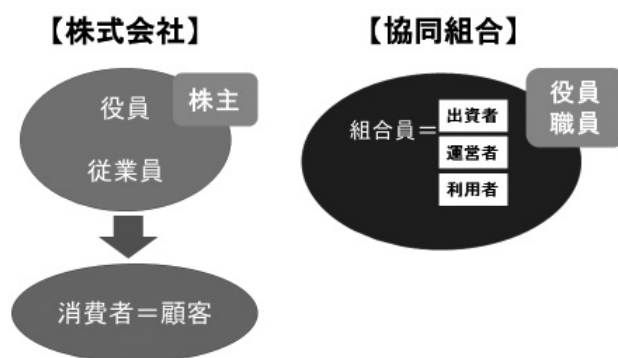 【株式会社】
役員
株主
従業員
消費者＝顧客
【協同組合】
役員
職員
組合員＝
出資者
運営者
利用者